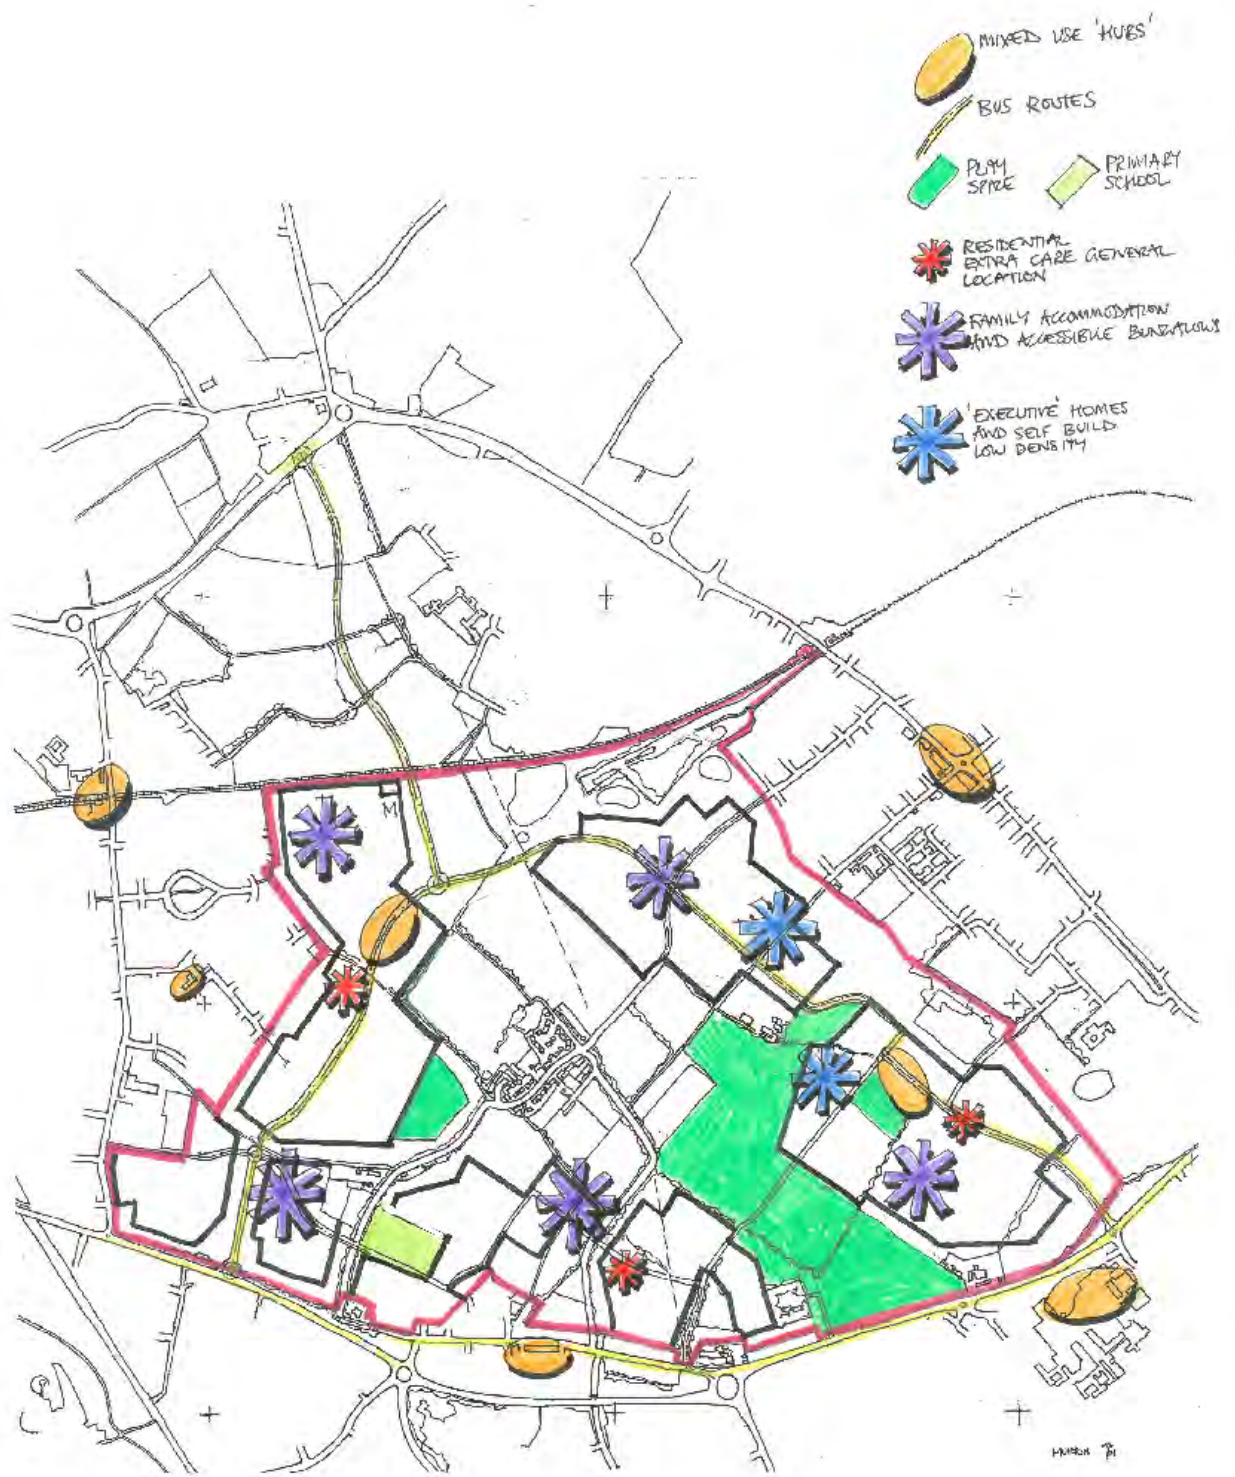 MIXED USE 'HUBS'
BUS ROUTES
PLAY
SPACE
PRIMARY
SCHOOL
RESIDENTIAL
EXTRA CARE GENERAL
LOCATION
FAMILY ACCOMMODATION
AND ACCESSIBLE BUNGALOWS
'EXECUTIVE' HOMES
AND SELF BUILD
LOW DENSITY
M